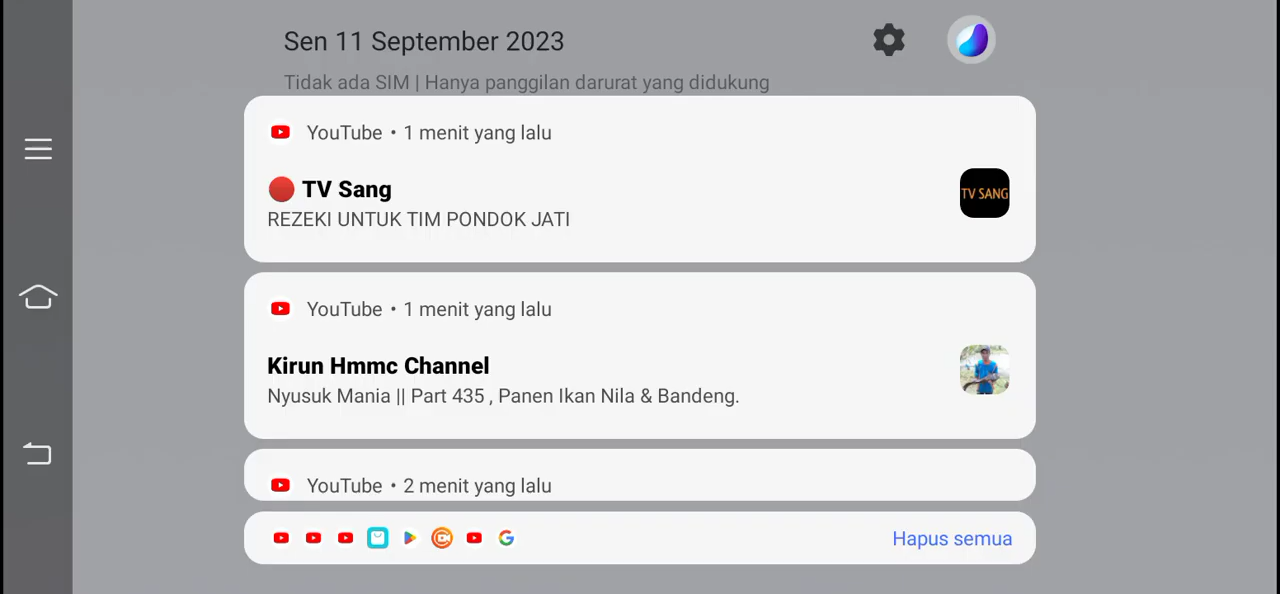 Sen 11 September 2023
Tidak ada SIM | Hanya panggilan darurat yang didukung
YouTube • 1 menit yang lalu
TV Sang
REZEKI UNTUK TIM PONDOK JATI
TV SANG
YouTube • 1 menit yang lalu
Kirun Hmmc Channel
Nyusuk Mania || Part 435 , Panen Ikan Nila & Bandeng.
YouTube • 2 menit yang lalu
Hapus semua